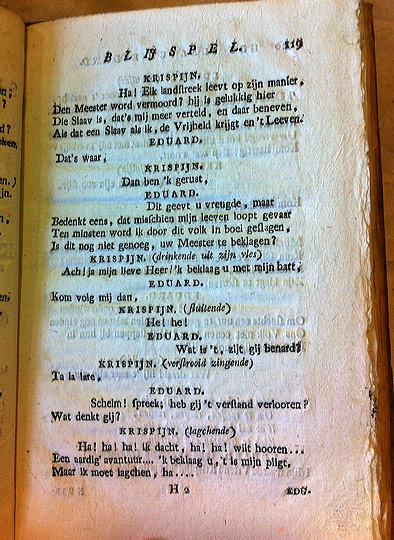 BLIJSPEL. 119
KRISPIJN.
Ha! Elk landstreek leevt op zijn manier,
Den Meester word vermoord? hij is gelukkig hier
Die Slaav is, dat's mij meer verteld, en daar beneven,
Als dat een Slaav als ik, de Vrijheid krijgt en 't Leeven.
EDUARD.
Dat's waar,
KRISPIJN.
Dan ben 'k gerust,
EDUARD.
Dit geevt u vreugde, maar
Bedenkt eens, dat misschien mijn leeven loopt gevaar
Ten minsten word ik door dit volk in boei geslagen,
Is dit nog niet genoeg, uw Meester te beklagen?
KRISPIJN. (drinkende uit zijn vles)
Ach! ja mijn lieve Heer! 'k beklaag u met mijn hart,
EDUARD.
Kom volg mij dan,
KRISPIJN. (fluitende)
He! he!
EDUARD.
Wat is 't, zijt gij benard?
KRISPIJN. (verstrooid zingende)
Ta la lare,
EDUARD.
Schelm! spreek; heb gij 't verstand verlooren?
Wat denkt gij?
KRISPIJN. (lagchende)
Ha! ha! ha! ik dacht, ha! ha! wilt hooren...
Een aardig' avantuur.... 'k beklaag u, 't is mijn pligt,
Maar ik moet lagchen, ha....
H 2 EDU.